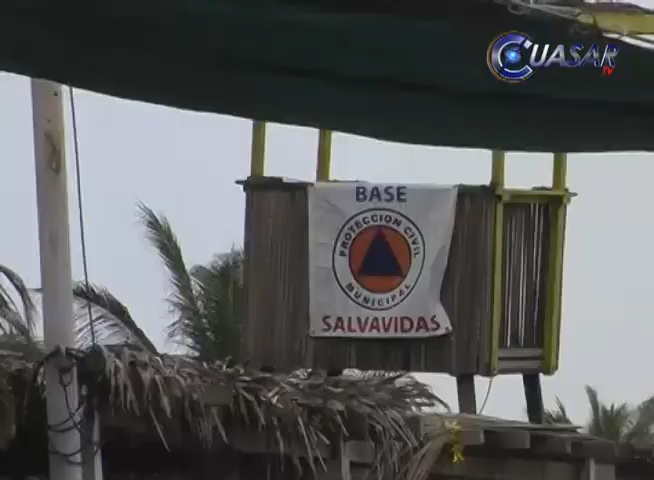 CUASAR
TV
BASE
PROTECCION CIVIL
MUNICIPAL
SALVAVIDAS